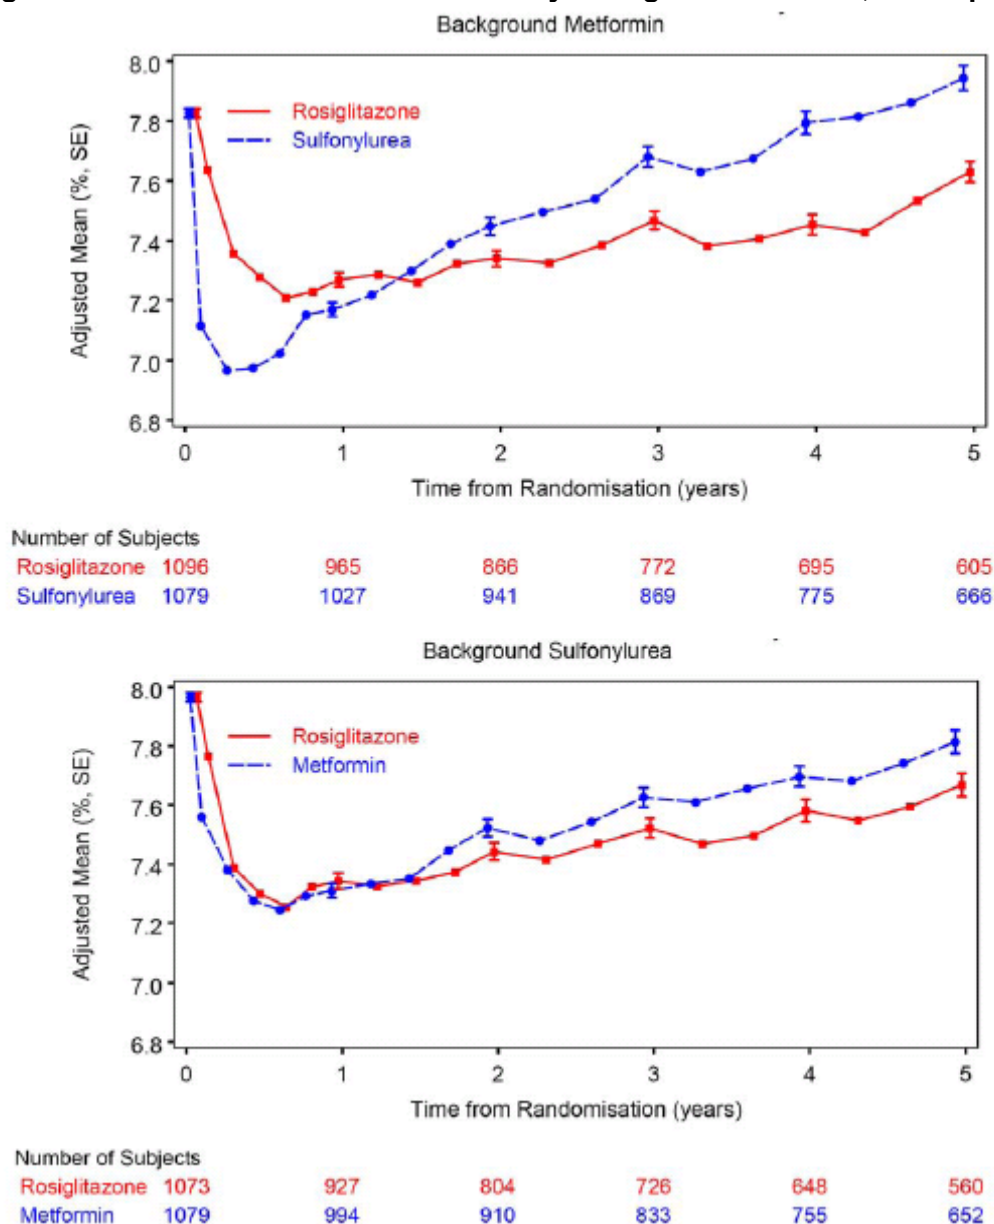 Background Metformin
8.0
7.8
7.6
7.4
7.2
7.0
6.8
Adjusted Mean (%, SE)
Rosiglitazone
Sulfonylurea
0 1 2 3 4 5
Time from Randomisation (years)
Number of Subjects
Rosiglitazone 1096 965 866 772 695 605
Sulfonylurea 1079 1027 941 869 775 666
Background Sulfonylurea
8.0
7.8
7.6
7.4
7.2
7.0
6.8
Adjusted Mean (%, SE)
Rosiglitazone
Metformin
0 1 2 3 4 5
Time from Randomisation (years)
Number of Subjects
Rosiglitazone 1073 927 804 726 648 560
Metformin 1079 994 910 833 755 652